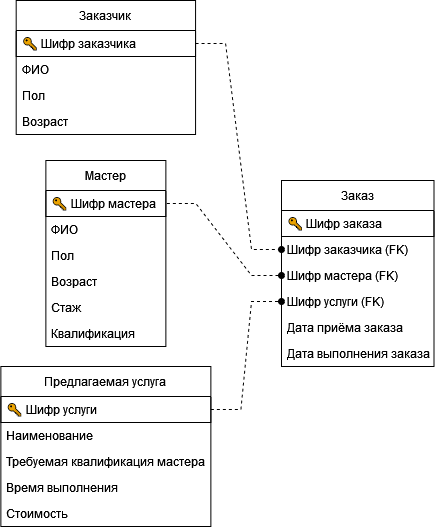 Заказчик
Шифр заказчика
ФИО
Пол
Возраст
Мастер
Шифр мастера
ФИО
Пол
Возраст
Стаж
Квалификация
Заказ
Шифр заказа
Шифр заказчика (FK)
Шифр мастера (FK)
Шифр услуги (FK)
Дата приёма заказа
Дата выполнения заказа
Предлагаемая услуга
Шифр услуги
Наименование
Требуемая квалификация мастера
Время выполнения
Стоимость